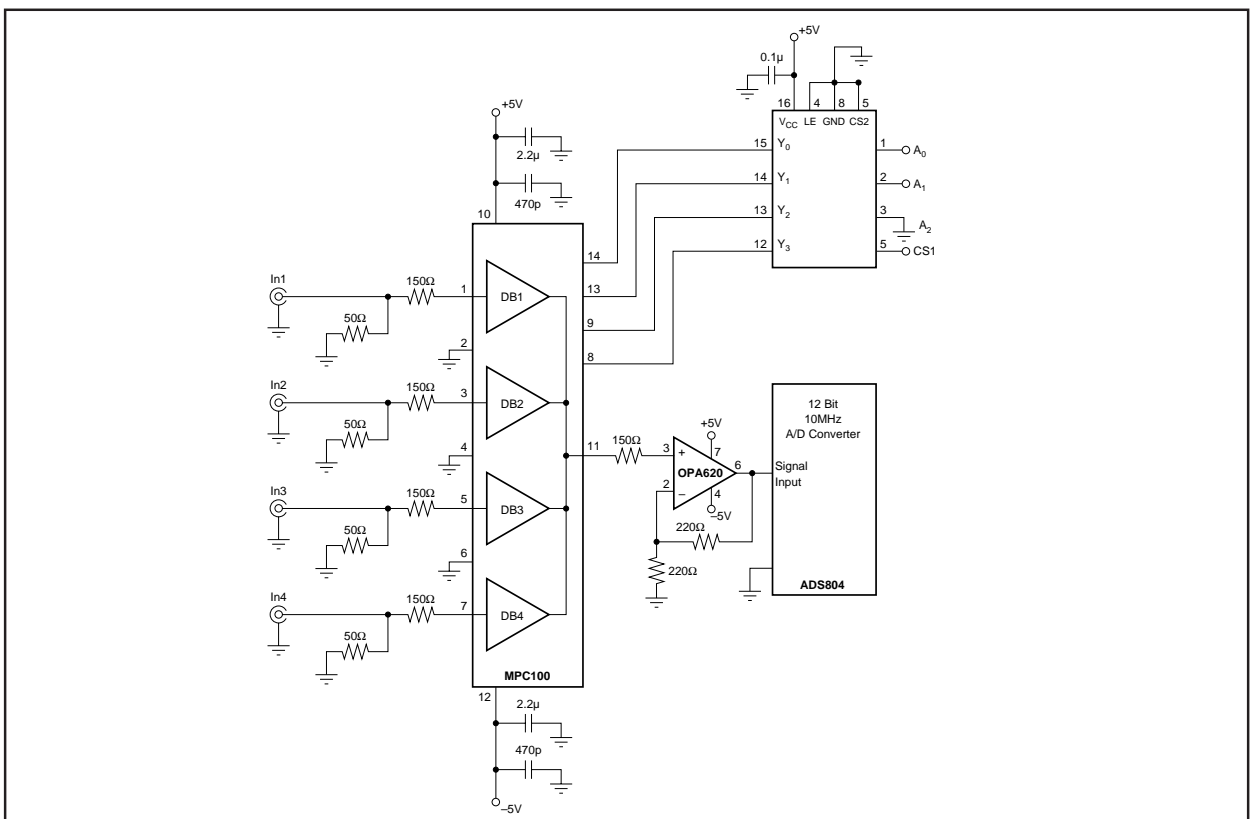 +5V
0.1µ
16 4 8 5
VCC LE GND CS2
15 Y0 1 A0
14 Y1 2 A1
13 Y2 3 A2
12 Y3 5 CS1
+5V
2.2µ
470p
10
14
13
9
8
In1 150Ω 1 DB1
50Ω
2
In2 150Ω 3 DB2
50Ω
4
In3 150Ω 5 DB3
50Ω
6
In4 150Ω 7 DB4
50Ω
MPC100
11 150Ω 3 + +5V 7
OPA620 6
2 – 4
–5V
220Ω
220Ω
12 Bit
10MHz
A/D Converter
Signal
Input
ADS804
12
2.2µ
470p
–5V